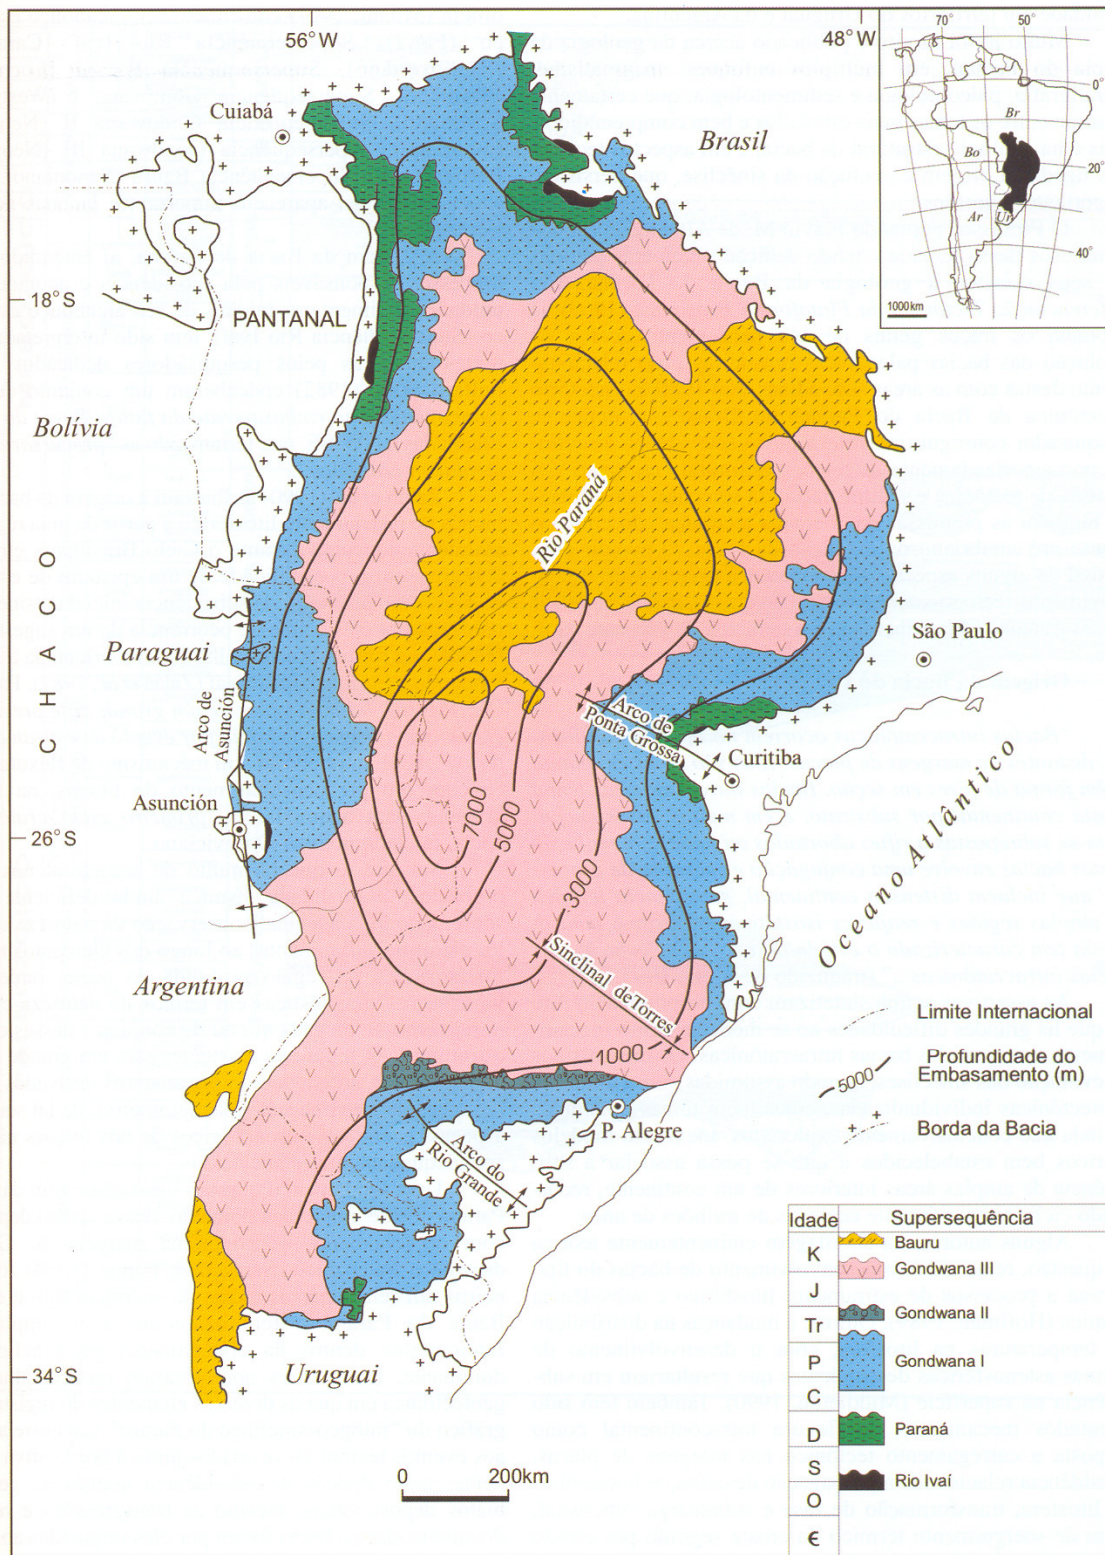 56°W
48°W
70°
50°
0°
Br
Bo
20°
Ar
Ur
40°
1000km
Cuiabá
Brasil
18°S
PANTANAL
Bolívia
Rio Paraná
CHACO
São Paulo
Paraguai
Arco de
Asunción
Arco de
Ponta Grossa
Curitiba
Asunción
26°S
7000
5000
3000
Oceano Atlântico
Sinclinal de Torres
Argentina
1000
Limite Internacional
5000
Profundidade do
Embasamento (m)
Borda da Bacia
P. Alegre
Arco do
Rio Grande
Idade
Supersequência
K
Bauru
Gondwana III
J
Tr
Gondwana II
P
Gondwana I
C
D
Paraná
S
Rio Ivaí
O
Є
34°S
Uruguai
0
200km